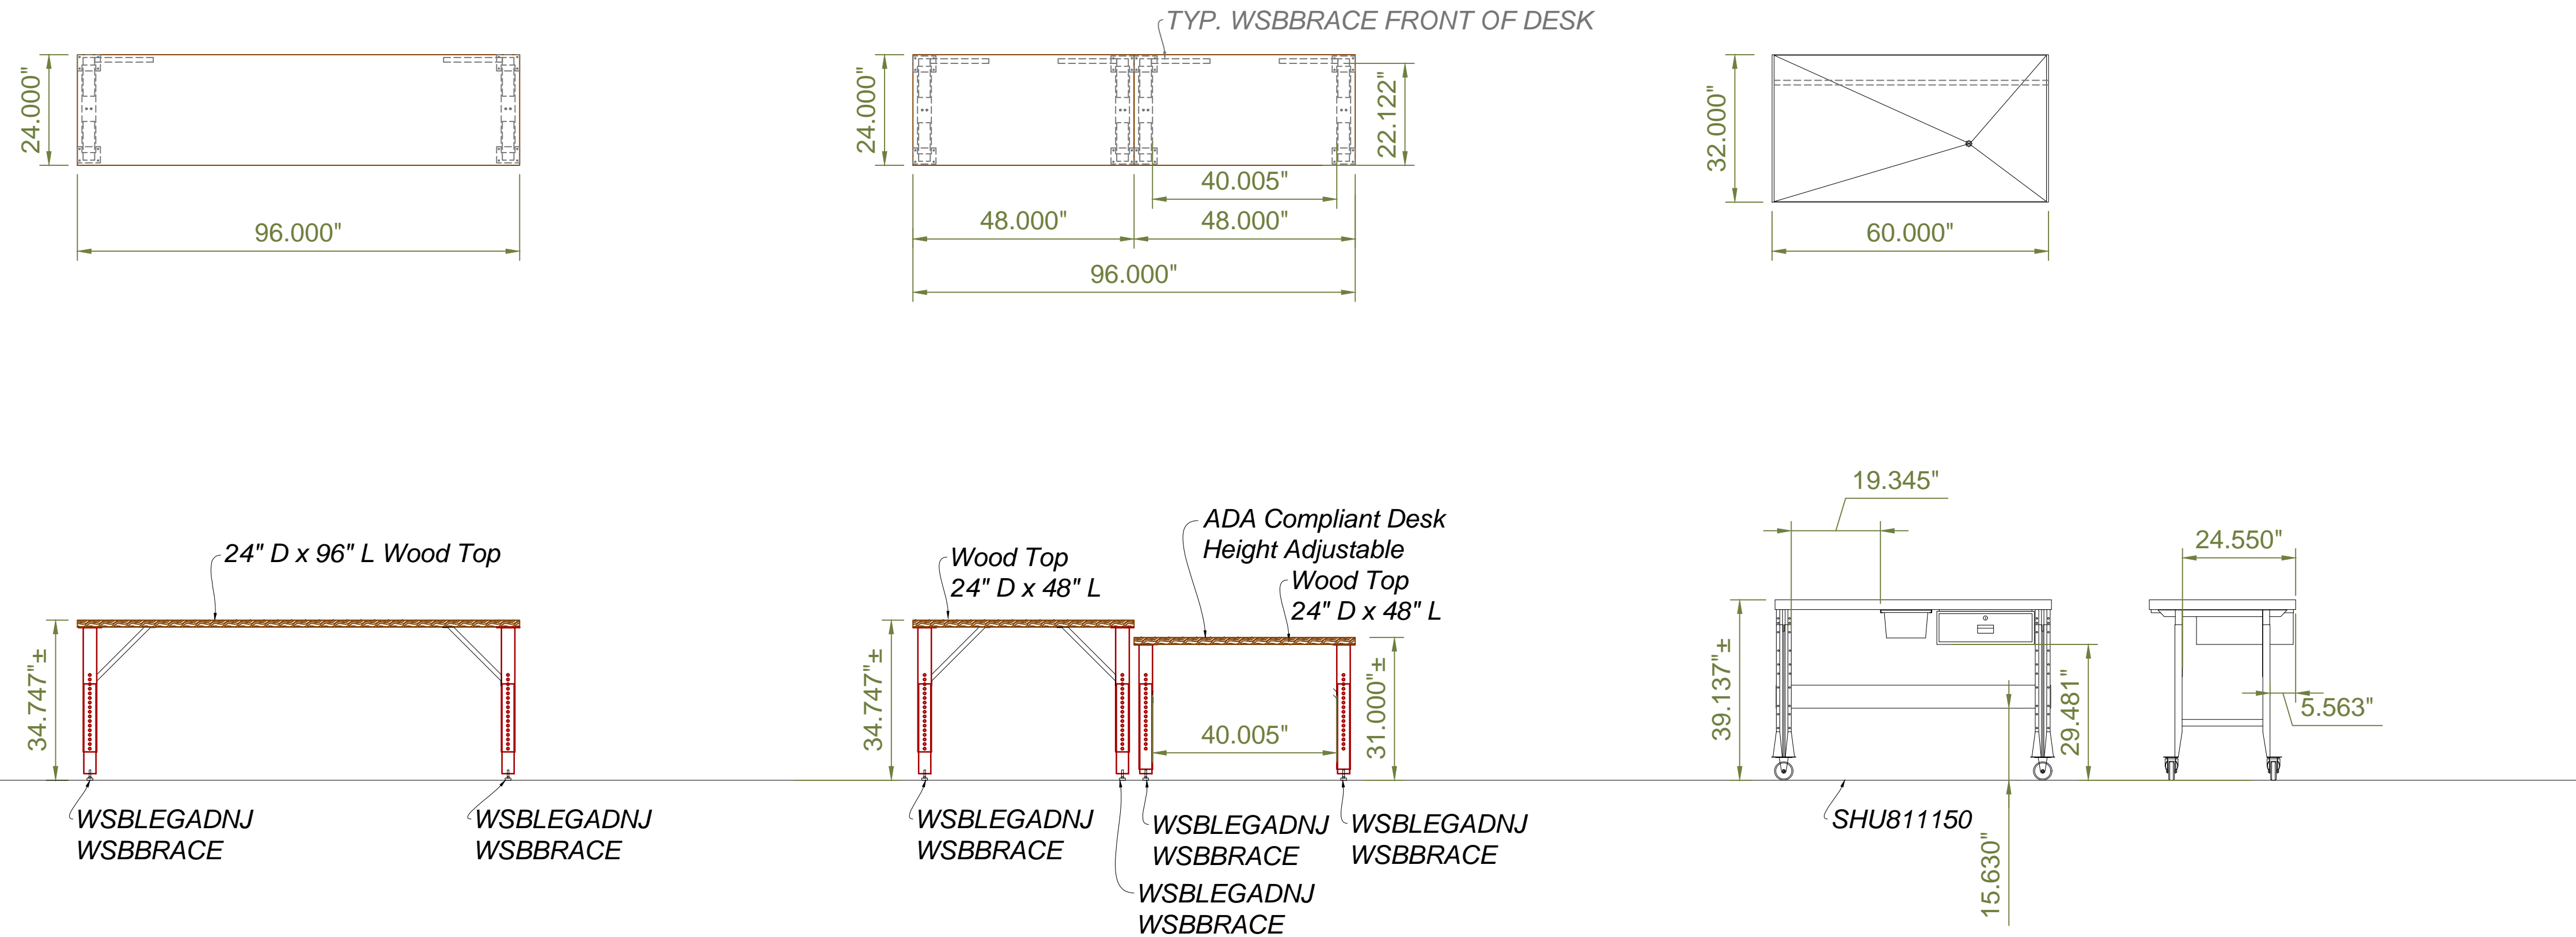 TYP. WSBBRACE FRONT OF DESK
24.000"
96.000"
24.000"
22.122"
40.005"
48.000"
48.000"
96.000"
32.000"
60.000"
24" D x 96" L Wood Top
34.747"±
WSBLEGADNJ
WSBBRACE
WSBLEGADNJ
WSBBRACE
Wood Top
24" D x 48" L
ADA Compliant Desk
Height Adjustable
Wood Top
24" D x 48" L
34.747"±
40.005"
31.000"±
WSBLEGADNJ
WSBBRACE
WSBLEGADNJ
WSBBRACE
WSBLEGADNJ
WSBBRACE
WSBLEGADNJ
WSBBRACE
19.345"
39.137"±
29.481"
15.630"
SHU811150
24.550"
5.563"